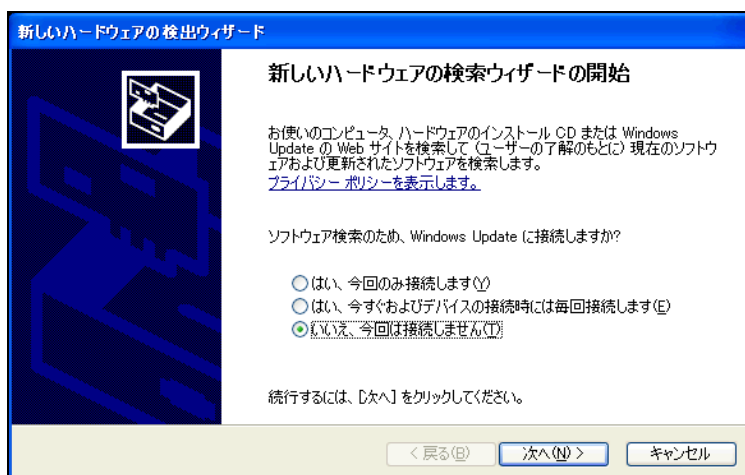 新しいハードウェアの検出ウィザード
新しいハードウェアの検索ウィザードの開始
お使いのコンピュータ、ハードウェアのインストール CD または Windows
Update の Web サイトを検索して (ユーザーの了解のもとに) 現在のソフトウ
ェアおよび更新されたソフトウェアを検索します。
プライバシー ポリシーを表示します。
ソフトウェア検索のため、Windows Update に接続しますか?
はい、今回のみ接続します(Y)
はい、今すぐおよびデバイスの接続時には毎回接続します(E)
いいえ、今回は接続しません(T)
続行するには、[次へ] をクリックしてください。
< 戻る(B)
次へ(N) >
キャンセル